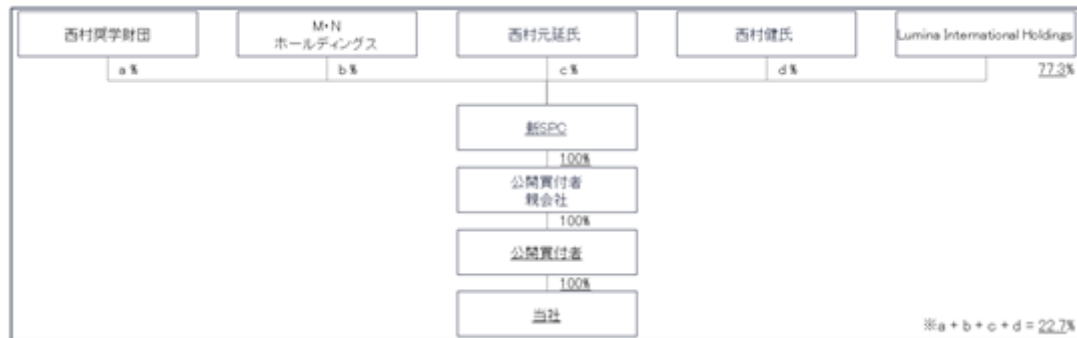 西村奨学財団
M・N
ホールディングス
西村元延氏
西村健氏
Lumina International Holdings
a%
b%
c%
d%
77.3%
新SPC
100%
公開買付者
親会社
100%
公開買付者
100%
当社
※a + b + c + d = 22.7%